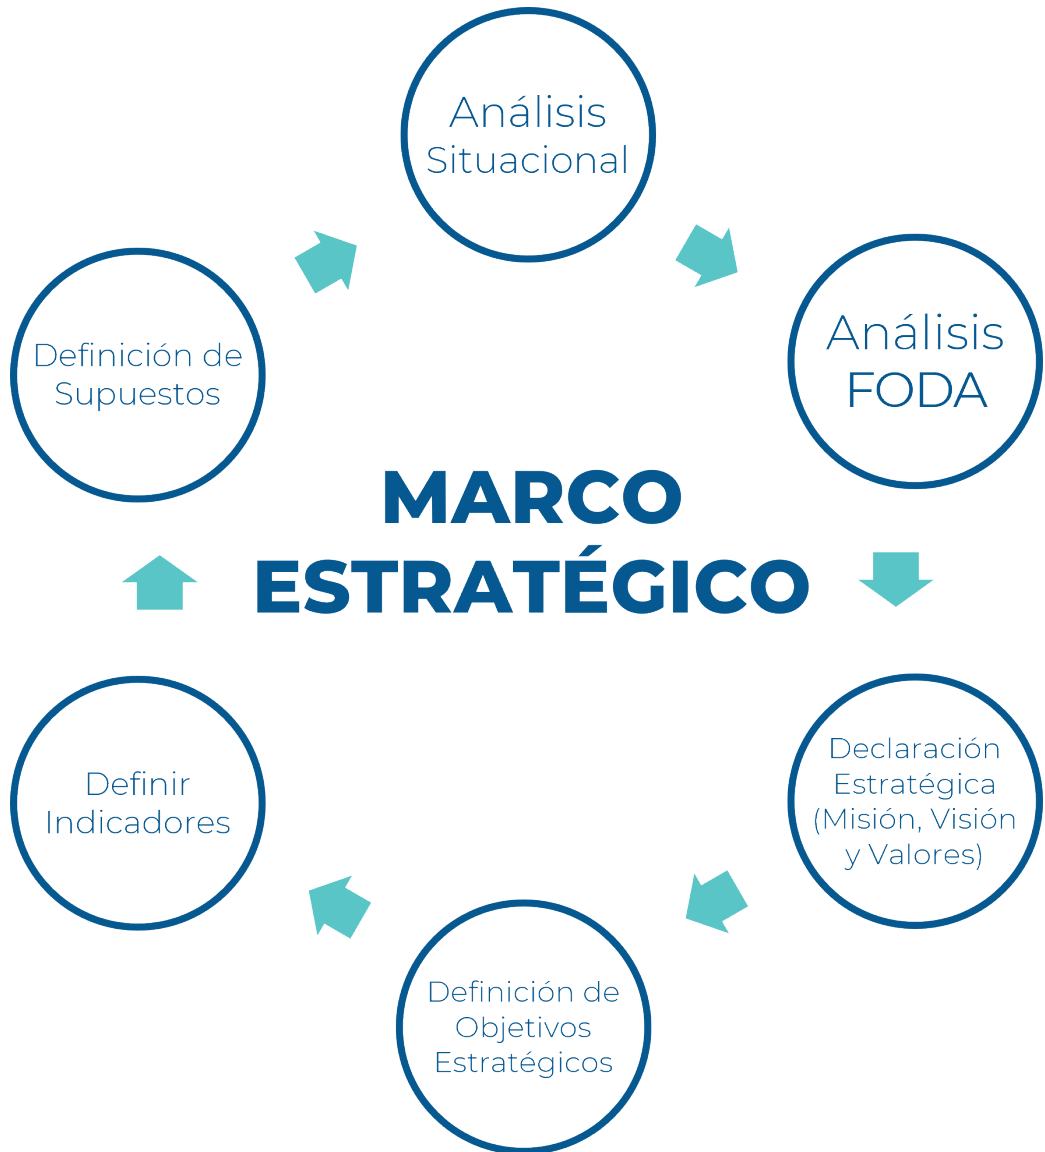 Análisis
Situacional
Análisis
FODA
Declaración
Estratégica
(Misión, Visión
y Valores)
Definición de
Objetivos
Estratégicos
Definir
Indicadores
Definición de
Supuestos
MARCO
ESTRATÉGICO